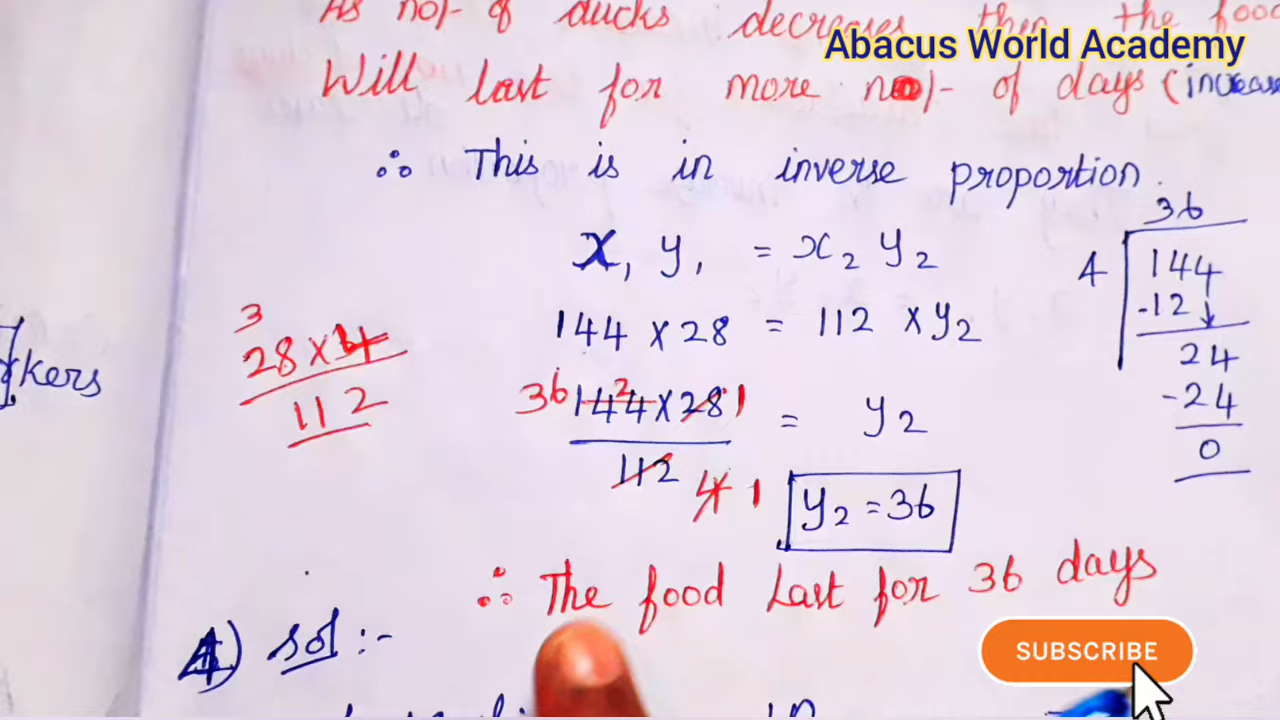 As no/- of ducks decreases then the food
Abacus World Academy
Will last for more no/- of days (increase
∴ This is in inverse proportion.
x₁ y₁ = x₂ y₂
144 × 28 = 112 × y₂
3
28 × 4
112
kers
36 144 × 28 1 = y₂
112 4 1
y₂ = 36
36
4 144
-12 ↓
24
-24
0
∴ The food Last for 36 days
4) Sol :-
SUBSCRIBE